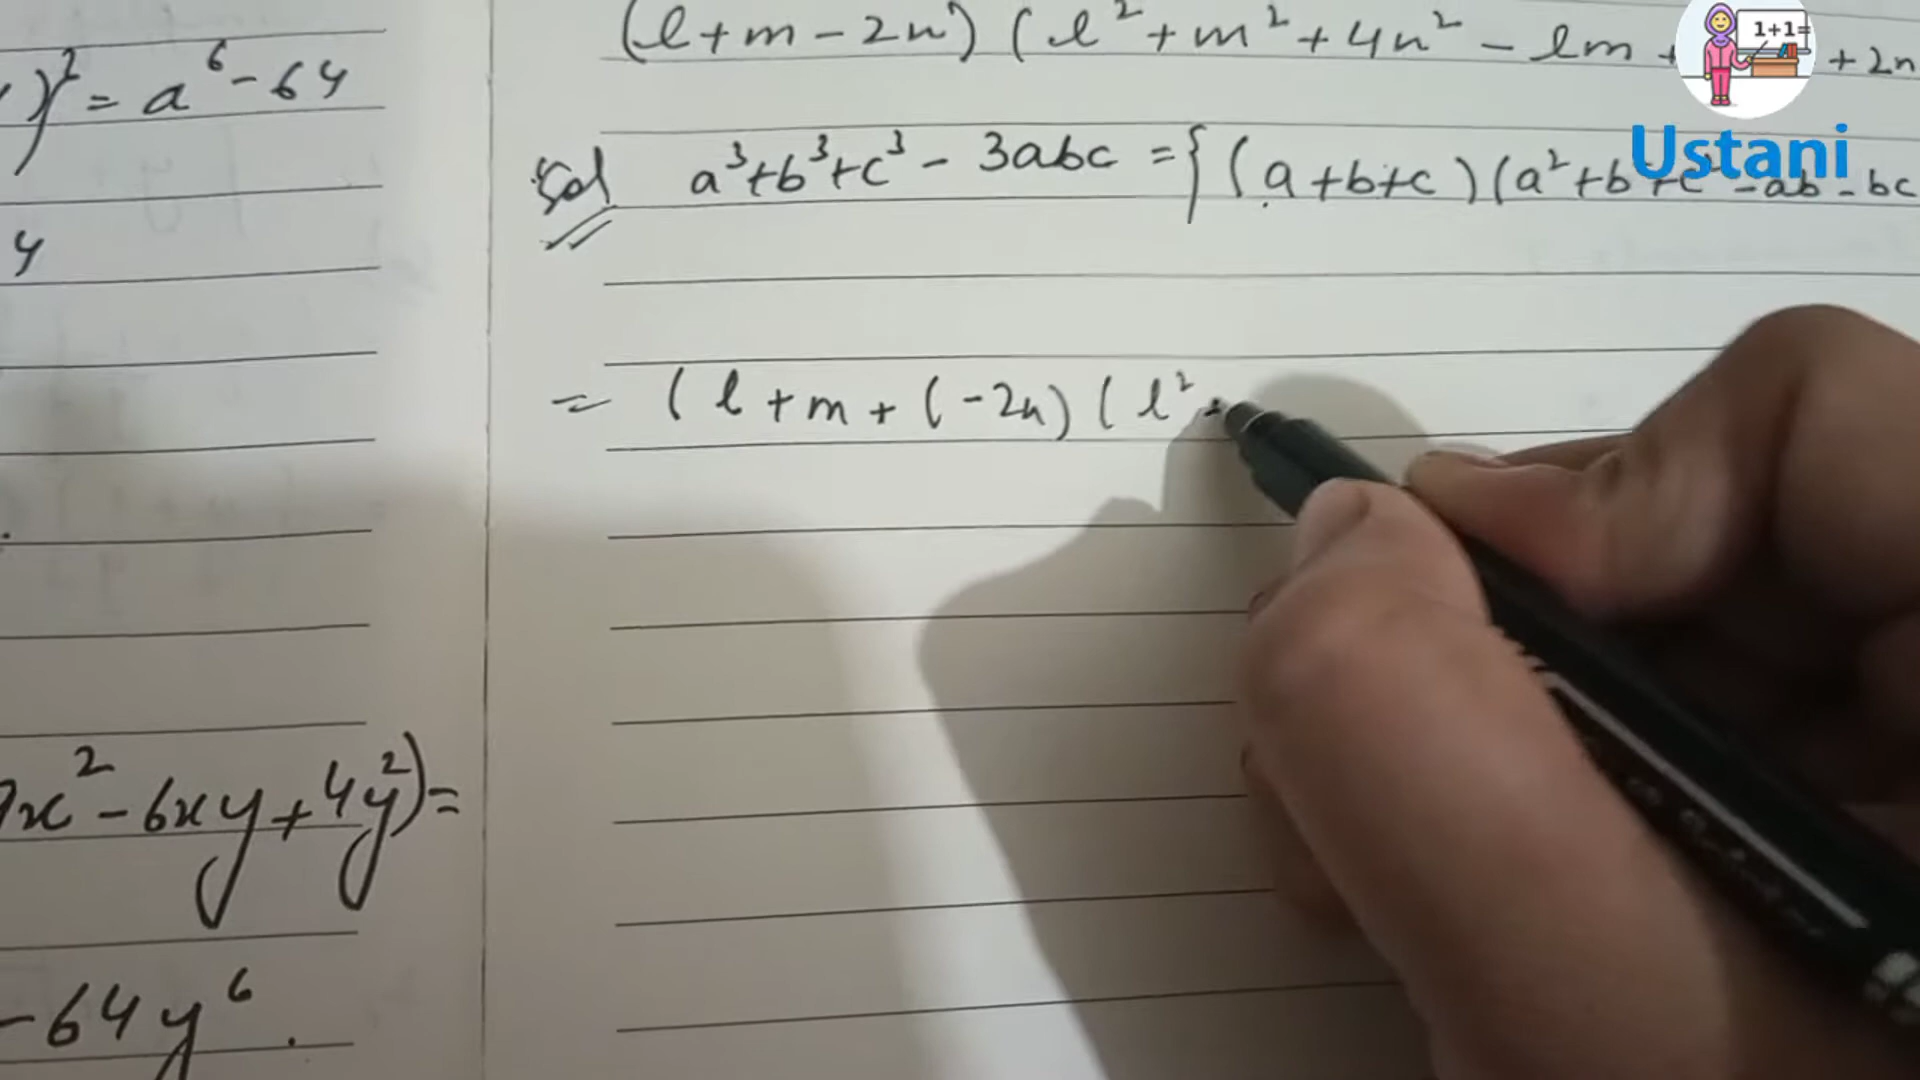 ) ² = a⁶ - 64
4
9x² - 6xy + 4y²) =
- 64y⁶ .
(l + m - 2n) (l² + m² + 4n² - lm + + 2n
1+1=
Ustani
Sol a³ + b³ + c³ - 3abc = { (a + b + c) (a² + b² + c² - ab - bc
= (l + m + (-2n) (l² +